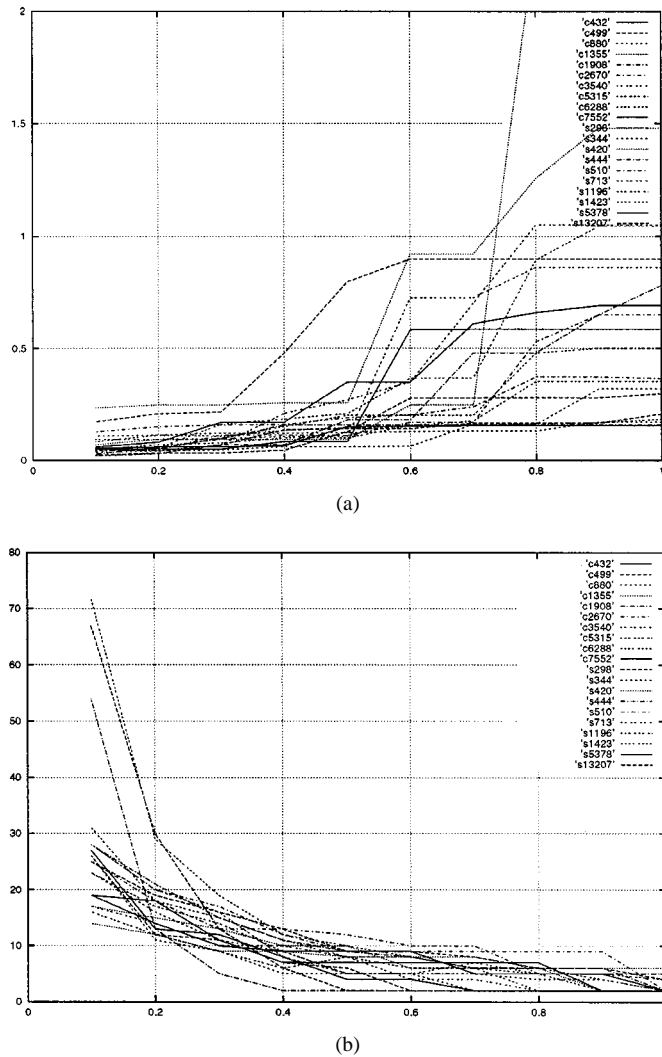 2
1.5
1
0.5
0
0
0.2
0.4
0.6
0.8
1
'c432'
'c499'
'c880'
'c1355'
'c1908'
'c2670'
'c3540'
'c5315'
'c6288'
'c7552'
's298'
's344'
's420'
's444'
's510'
's713'
's1196'
's1423'
's5378'
's13207'
(a)
80
70
60
50
40
30
20
10
0
0
0.2
0.4
0.6
0.8
'c432'
'c499'
'c880'
'c1355'
'c1908'
'c2670'
'c3540'
'c5315'
'c6288'
'c7552'
's298'
's344'
's420'
's444'
's510'
's713'
's1196'
's1423'
's5378'
's13207'
(b)